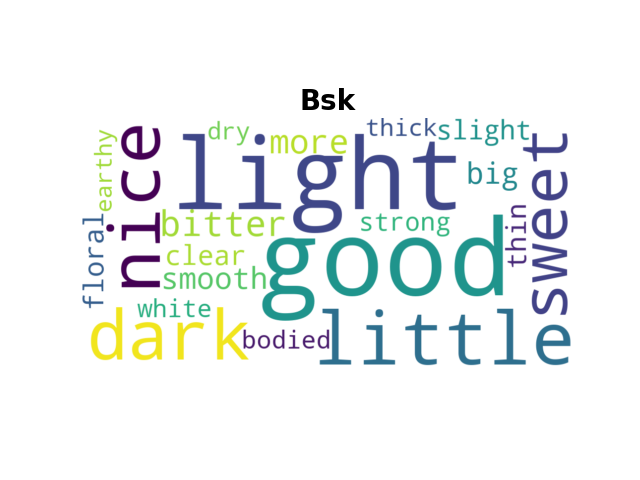 Bsk
dry
more
thick
slight
earthy
nice
light
big
sweet
floral
bitter
strong
thin
clear
good
smooth
white
dark
bodied
little